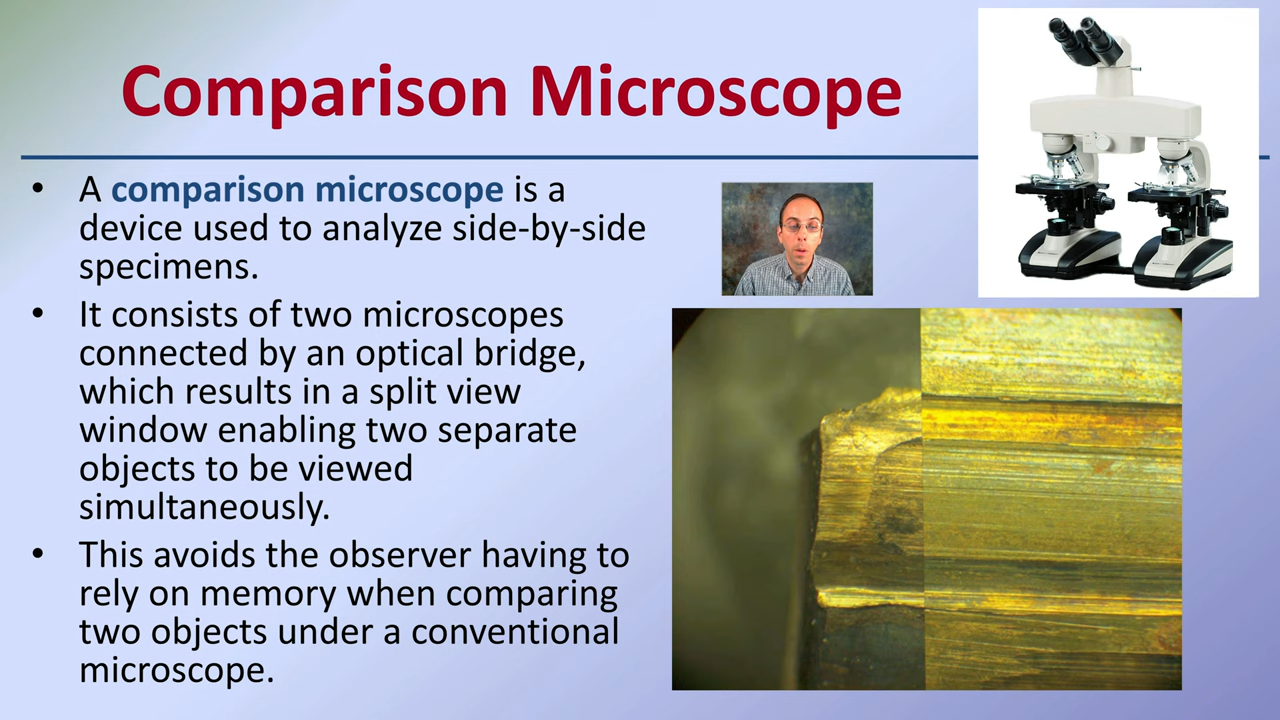 Comparison Microscope
• A comparison microscope is a
device used to analyze side-by-side
specimens.
• It consists of two microscopes
connected by an optical bridge,
which results in a split view
window enabling two separate
objects to be viewed
simultaneously.
• This avoids the observer having to
rely on memory when comparing
two objects under a conventional
microscope.